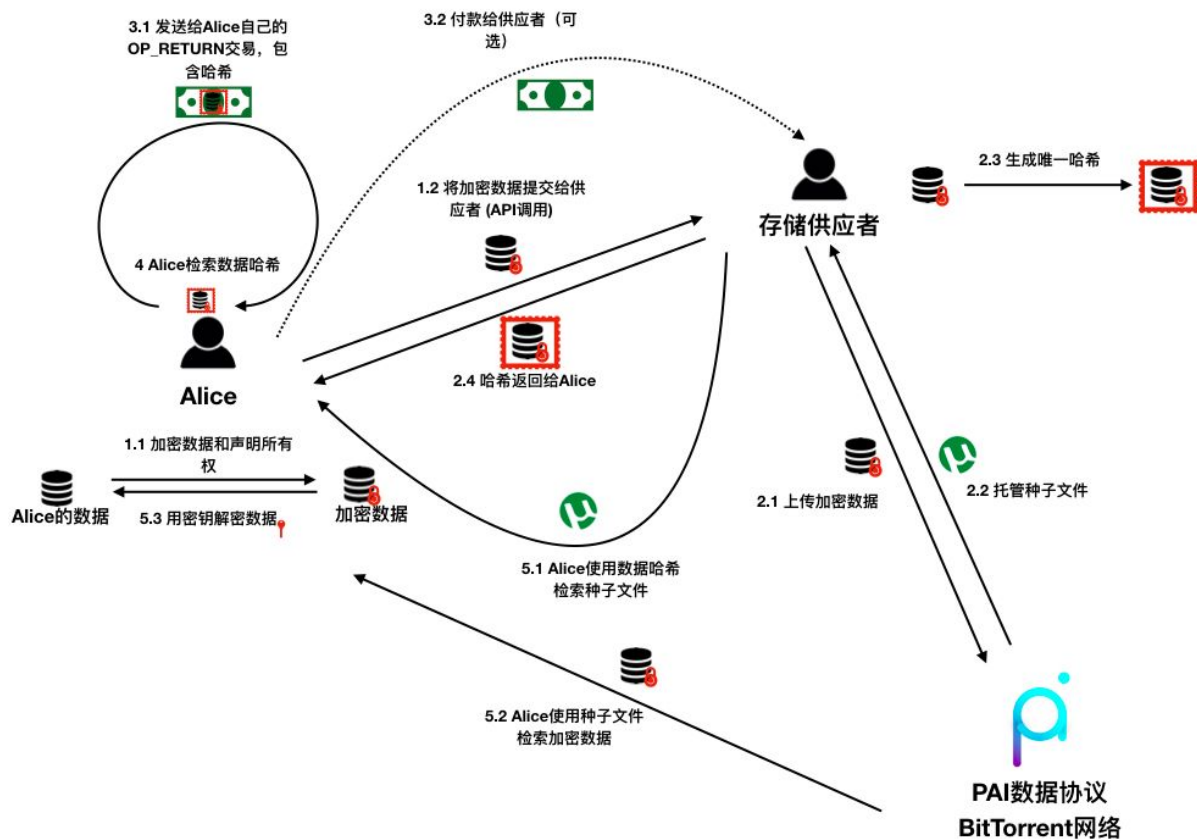 3.1 发送给Alice自己的
OP_RETURN交易，包
含哈希
3.2 付款给供应者（可
选）
1.2 将加密数据提交给供
应者 (API调用)
2.3 生成唯一哈希
存储供应者
4 Alice检索数据哈希
Alice
2.4 哈希返回给Alice
1.1 加密数据和声明所有
权
Alice的数据
5.3 用密钥解密数据
加密数据
2.1 上传加密数据
2.2 托管种子文件
5.1 Alice使用数据哈希
检索种子文件
5.2 Alice使用种子文件
检索加密数据
PAI数据协议
BitTorrent网络